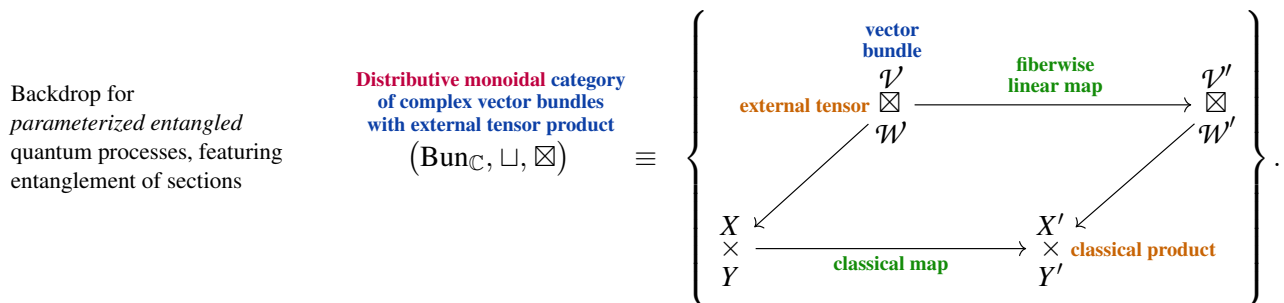 Backdrop for
parameterized entangled
quantum processes, featuring
entanglement of sections
Distributive monoidal category
of complex vector bundles
with external tensor product
(Bun_ℂ, ⊔, ⊠) ≡
vector
bundle
𝒱
external tensor ⊠
𝒲
fiberwise
linear map
𝒱′
⊠
𝒲′
X
×
Y
classical map
X′
× classical product
Y′
.